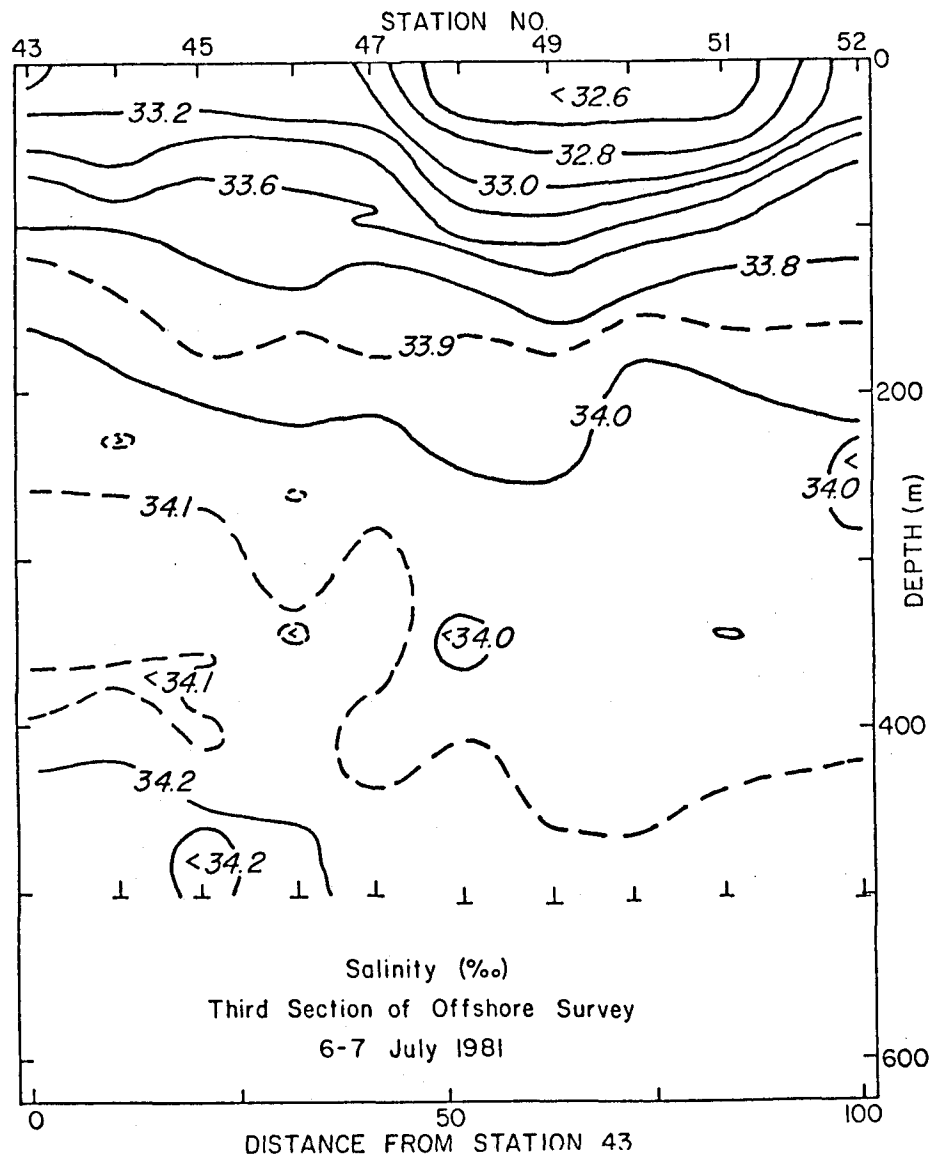 STATION NO.
43 45 47 49 51 52
0
<32.6
33.2
32.8
33.0
33.6
33.8
33.9
200
34.0
<
34.0
34.1
DEPTH (m)
<
<34.0
<34.1
400
34.2
<34.2
Salinity (‰)
Third Section of Offshore Survey
6-7 July 1981
600
0 50 100
DISTANCE FROM STATION 43